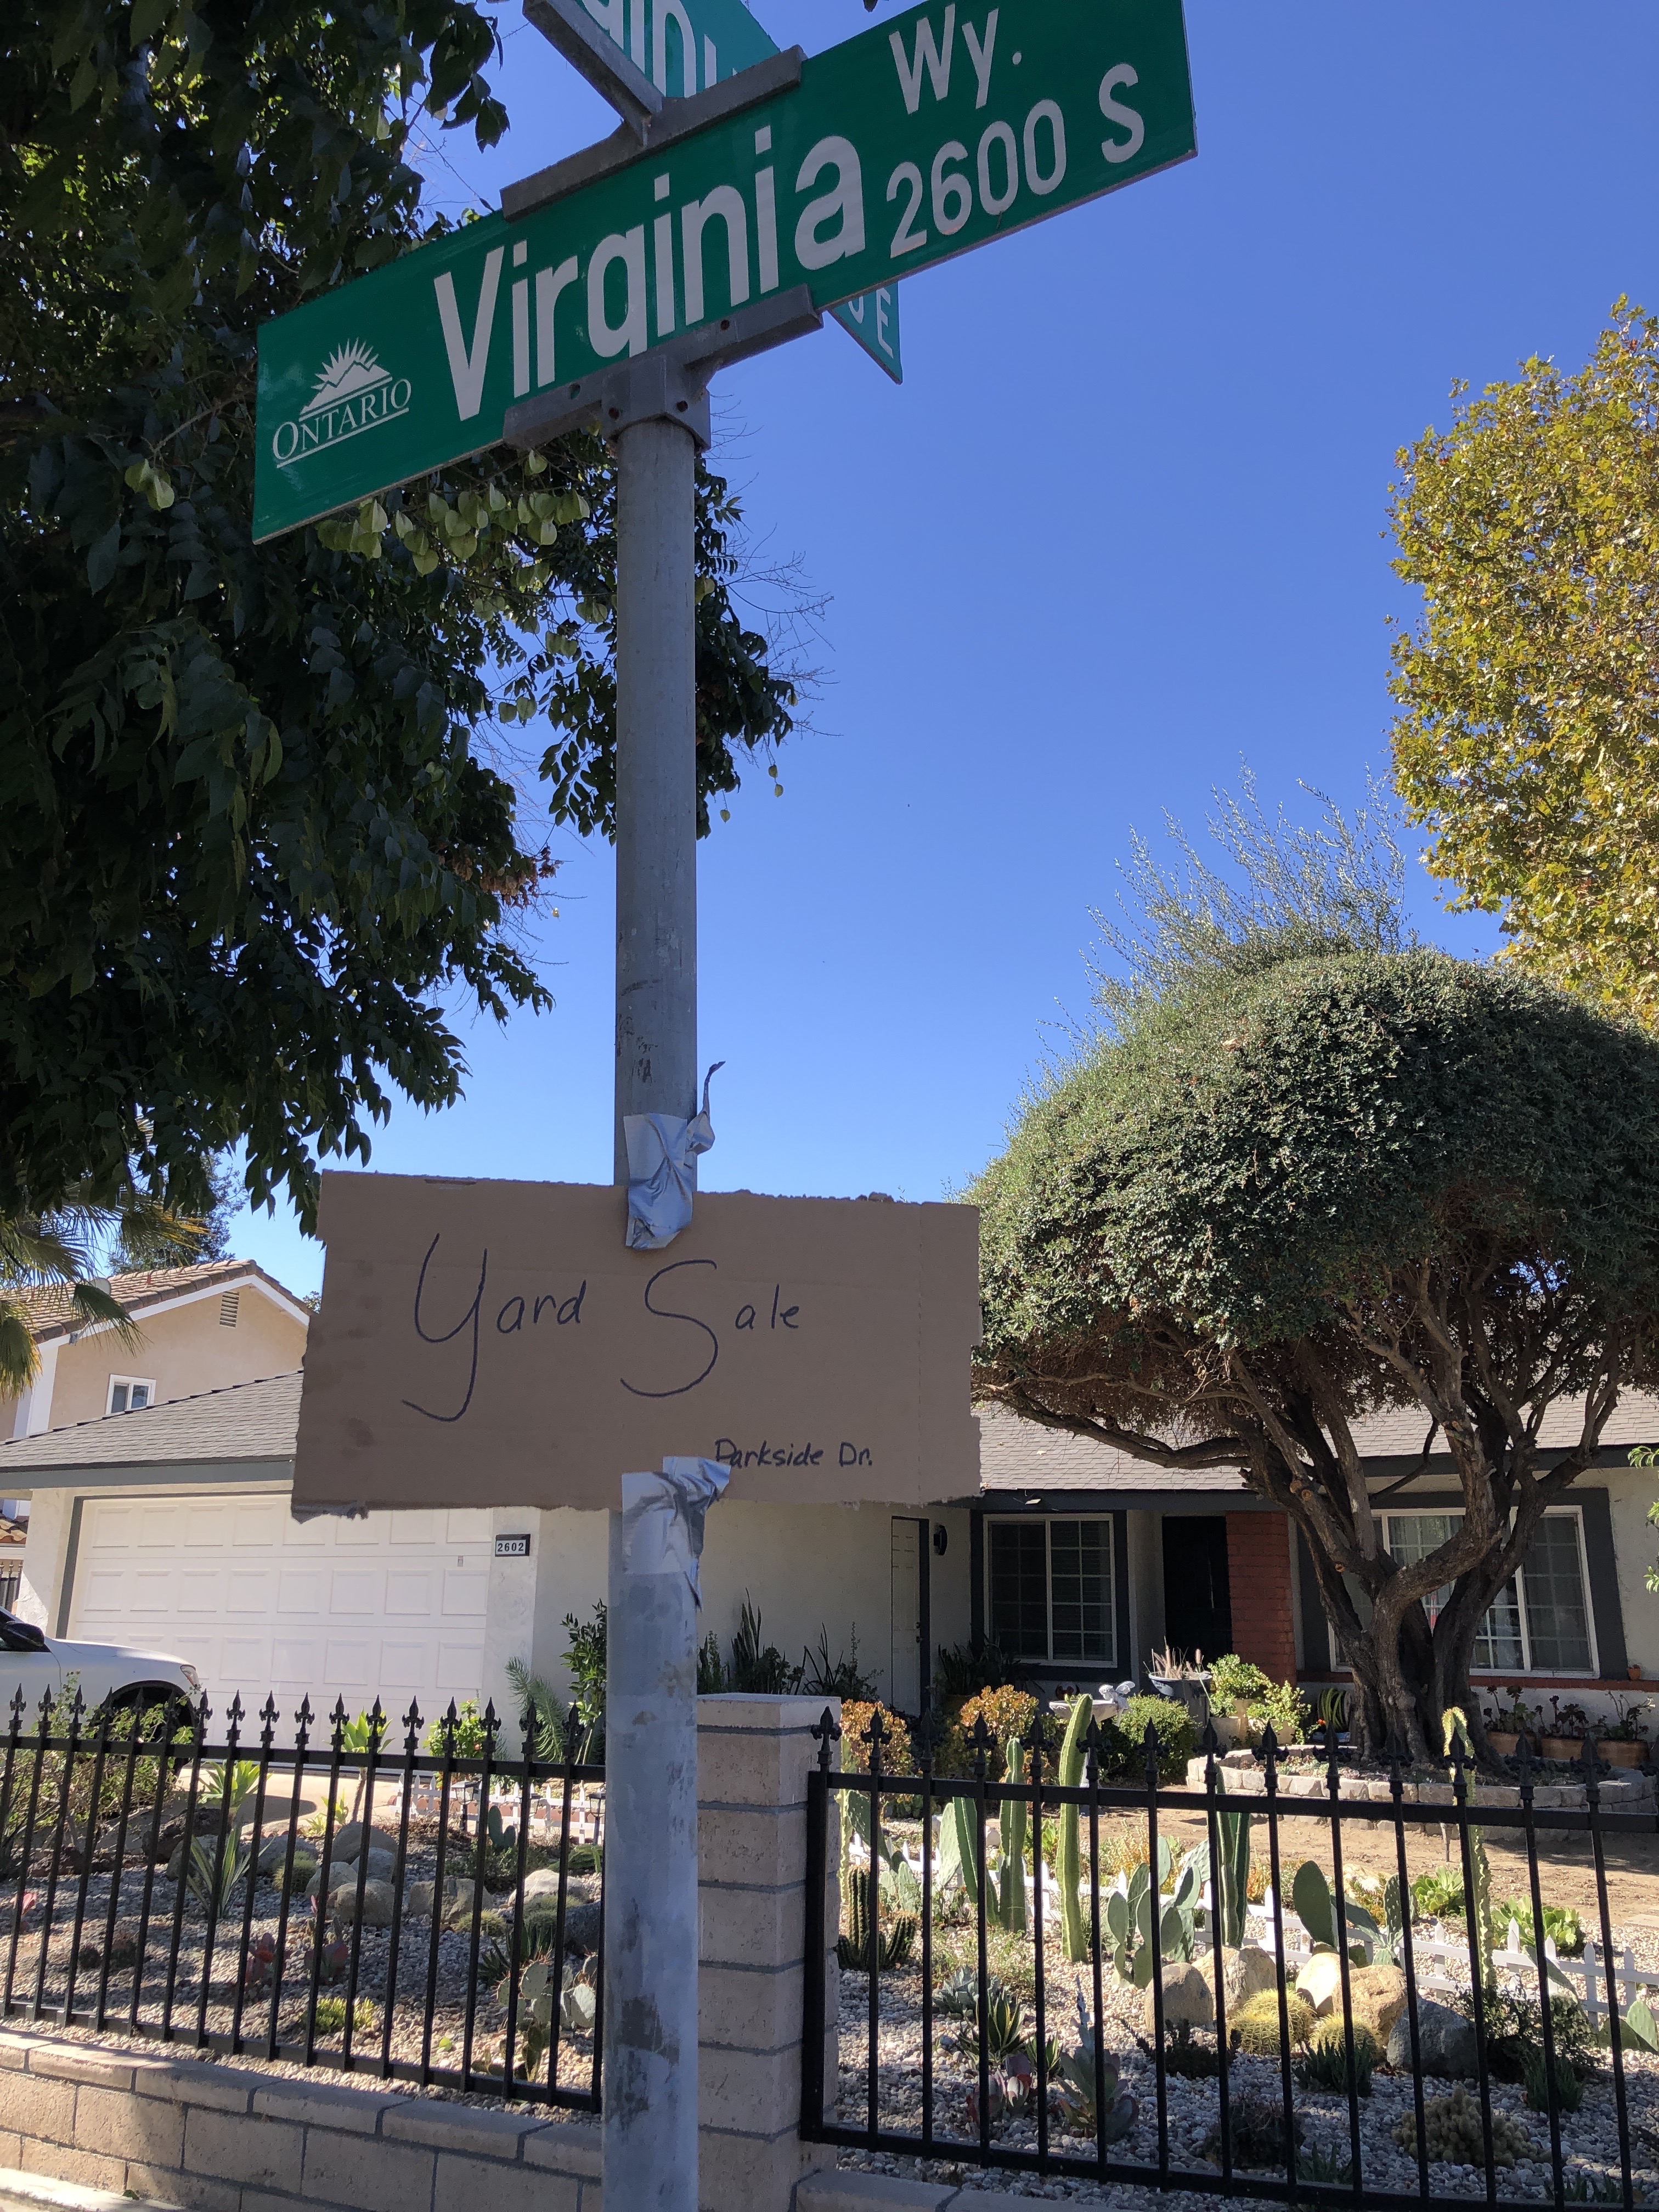 Wy.
Virginia 2600 S
ONTARIO
Yard Sale
Parkside Dr.
2602